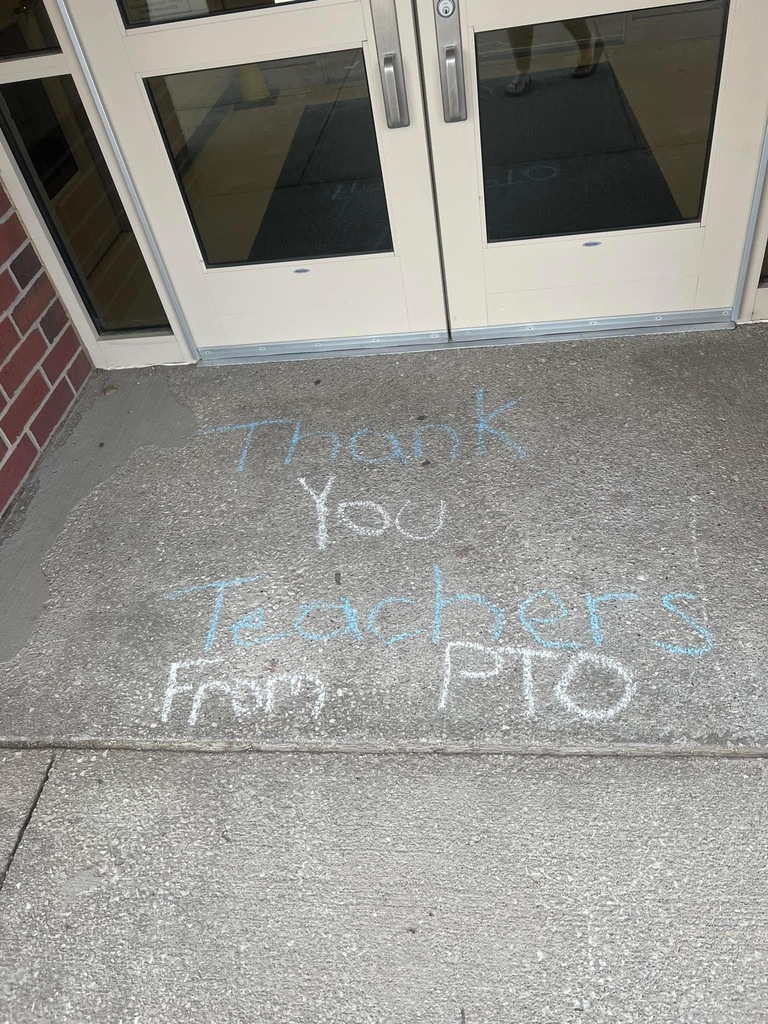 Thank
You
Teachers
From PTO